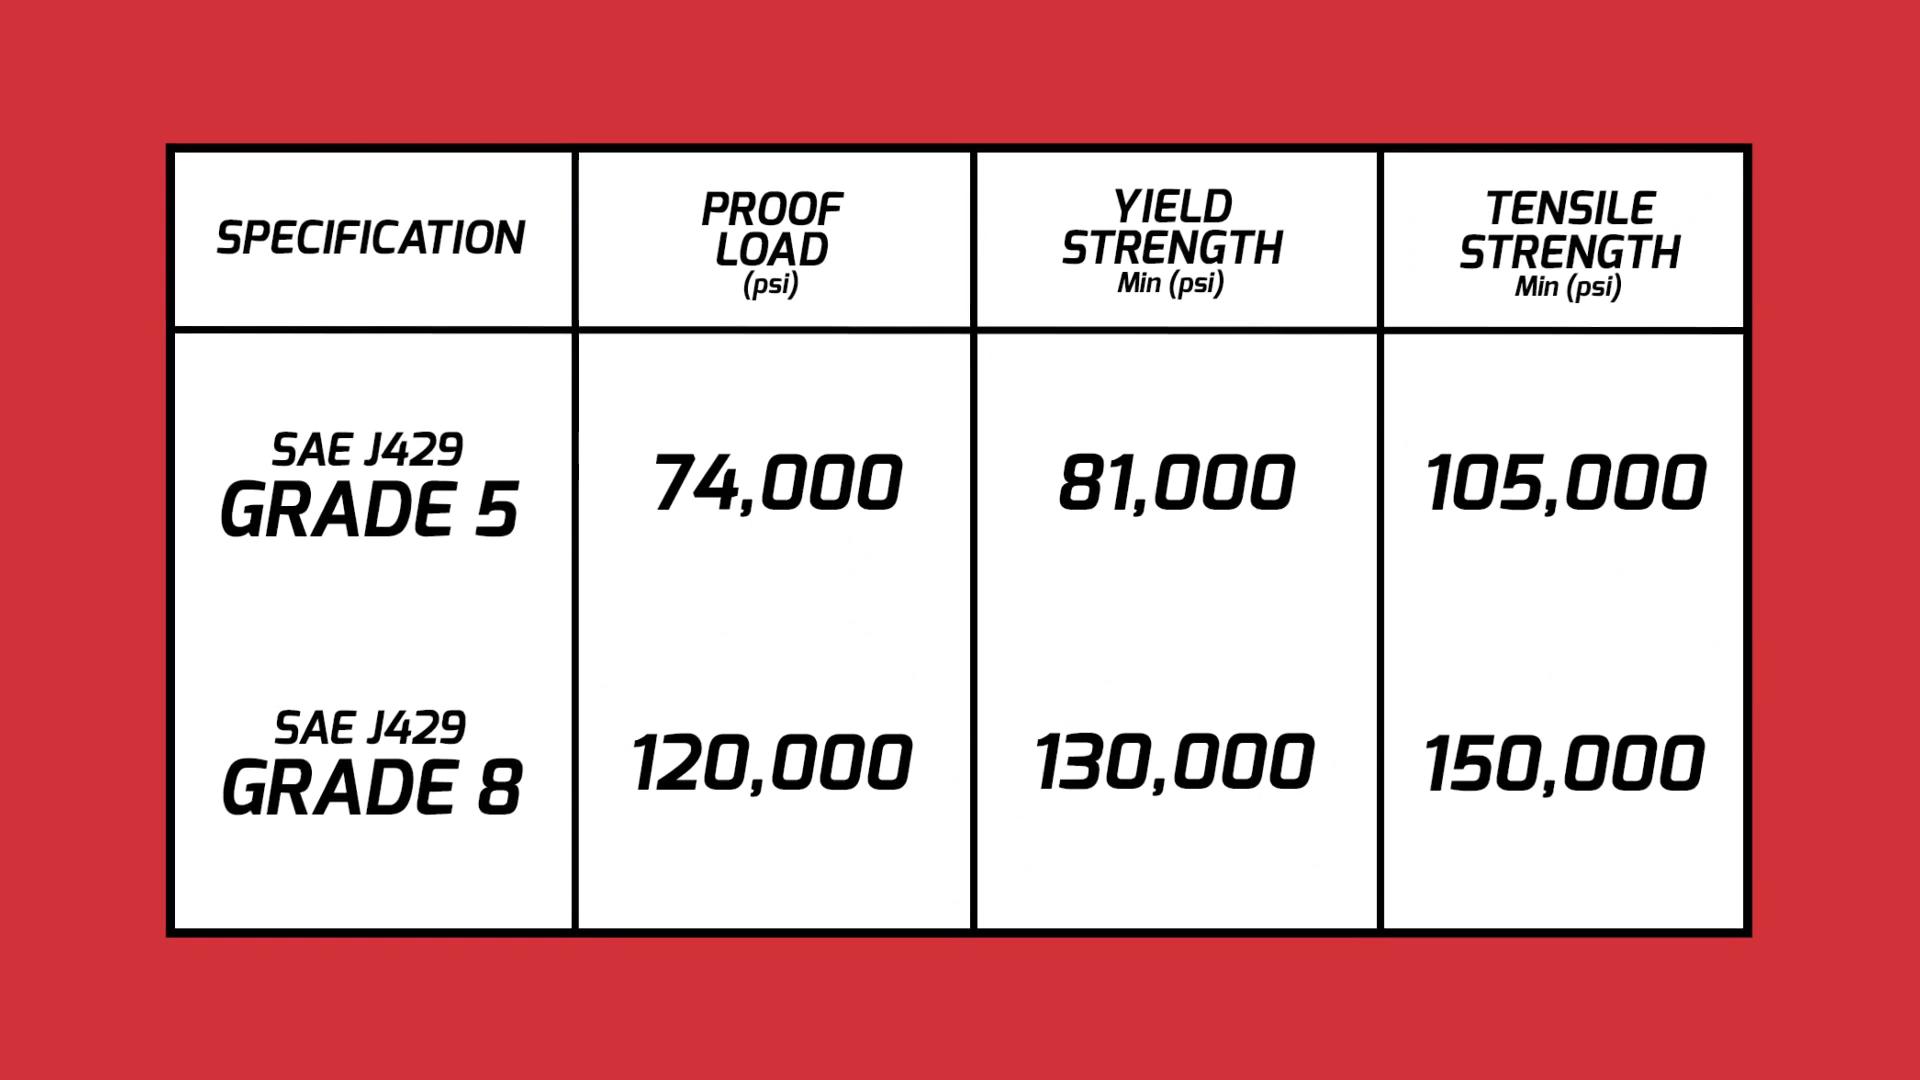 SPECIFICATION
PROOF
LOAD
(psi)
YIELD
STRENGTH
Min (psi)
TENSILE
STRENGTH
Min (psi)
SAE J429
GRADE 5
74,000
81,000
105,000
SAE J429
GRADE 8
120,000
130,000
150,000